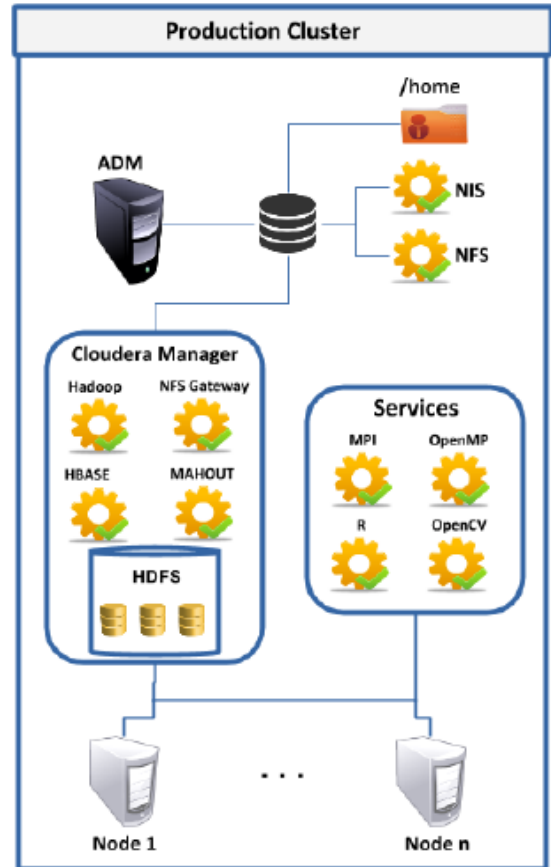 Production Cluster
/home
ADM
NIS
NFS
Cloudera Manager
Hadoop NFS Gateway
HBASE MAHOUT
HDFS
Services
MPI OpenMP
R OpenCV
. . .
Node 1 Node n